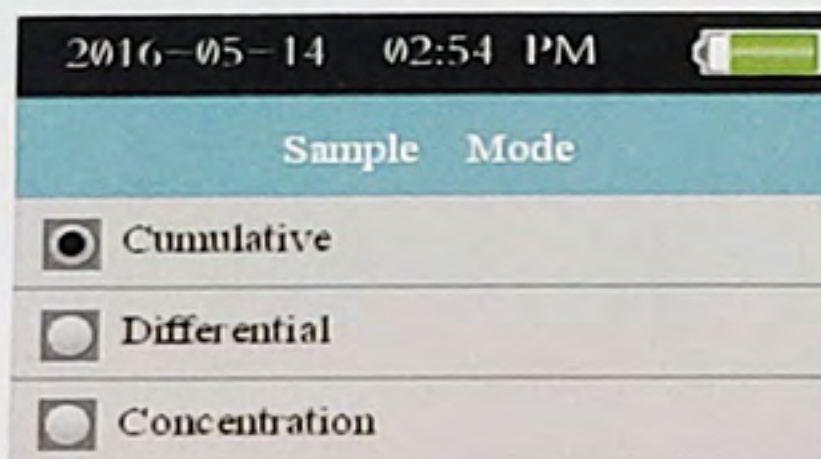 2016-05-14 02:54 PM
Sample Mode
Cumulative
Differential
Concentration